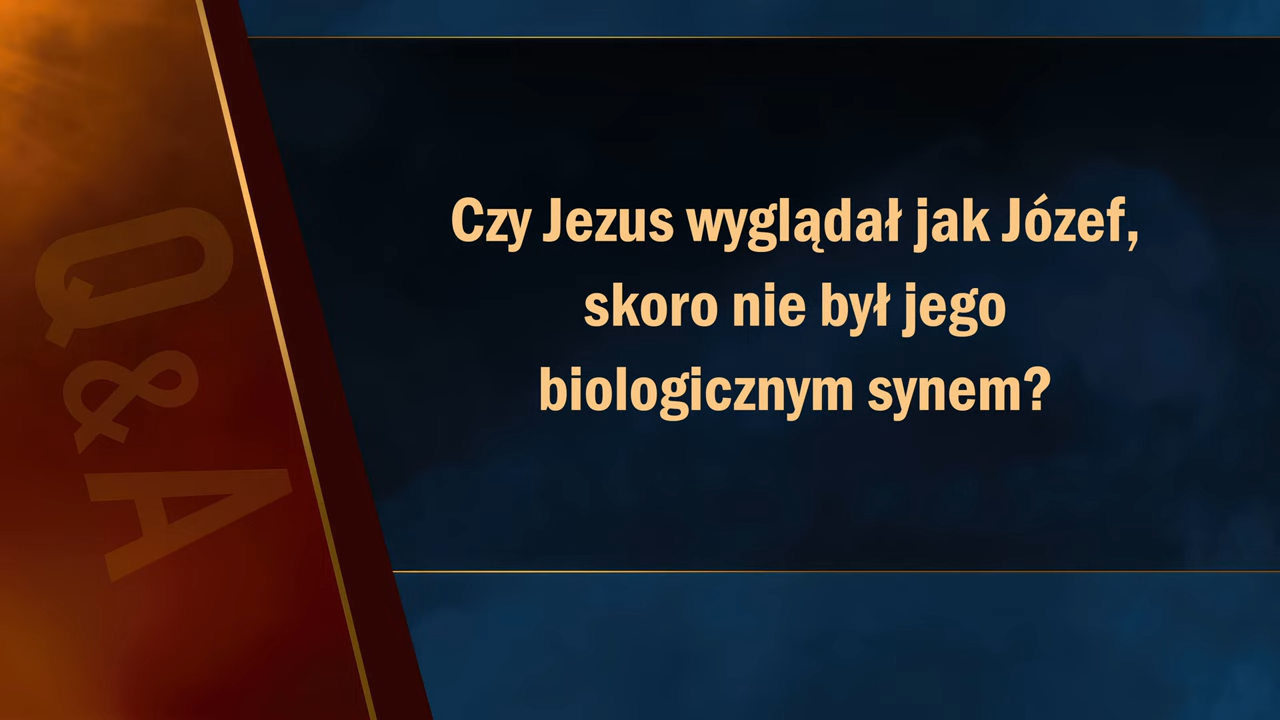 Q&A
Czy Jezus wyglądał jak Józef,
skoro nie był jego
biologicznym synem?